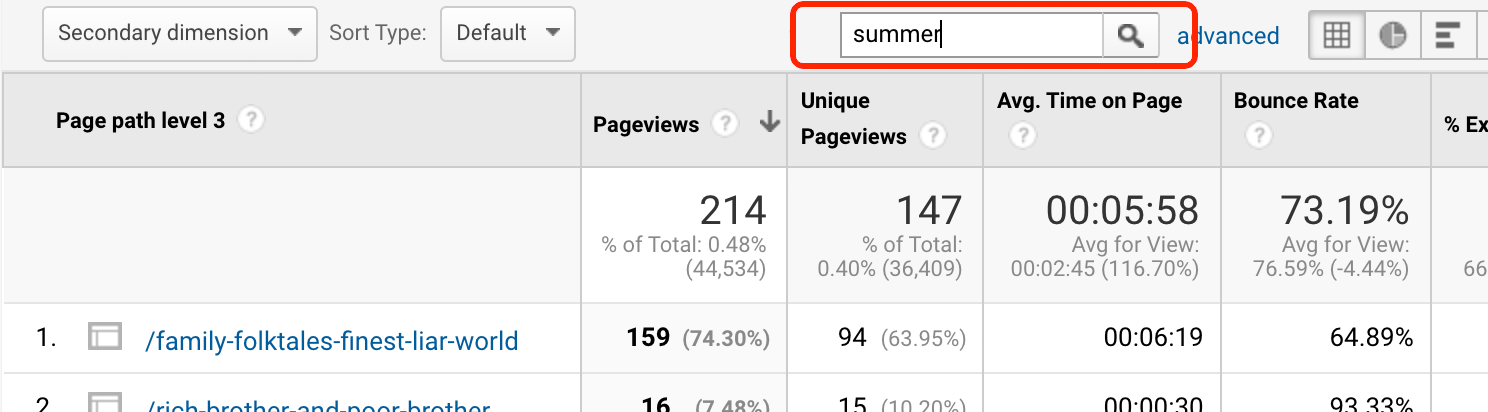 Secondary dimension Sort Type: Default summer advanced
Page path level 3 ? Pageviews ? Unique Pageviews ? Avg. Time on Page ? Bounce Rate ? % Ex
214 147 00:05:58 73.19%
% of Total: 0.48% % of Total: Avg for View: Avg for View:
(44,534) 0.40% (36,409) 00:02:45 (116.70%) 76.59% (-4.44%) 66
1. /family-folktales-finest-liar-world 159 (74.30%) 94 (63.95%) 00:06:19 64.89%
2 /rich-brother-and-poor-brother 16 (7.48%) 15 (10.20%) 00:00:30 93.33%